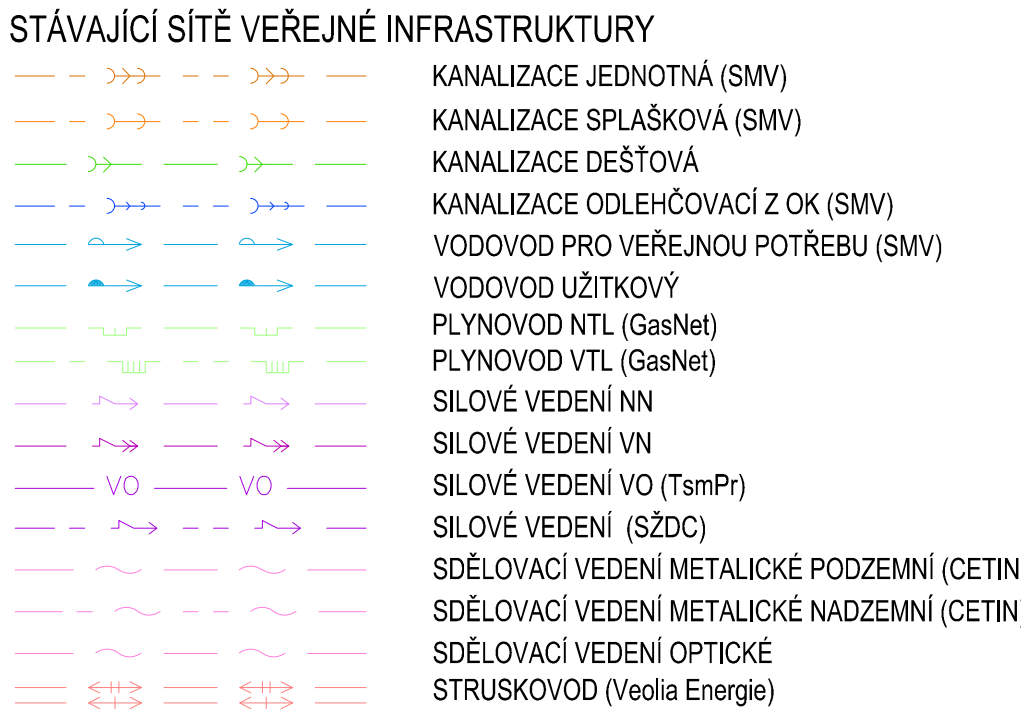 STÁVAJÍCÍ SÍTĚ VEŘEJNÉ INFRASTRUKTURY
KANALIZACE JEDNOTNÁ (SMV)
KANALIZACE SPLAŠKOVÁ (SMV)
KANALIZACE DEŠŤOVÁ
KANALIZACE ODLEHČOVACÍ Z OK (SMV)
VODOVOD PRO VEŘEJNOU POTŘEBU (SMV)
VODOVOD UŽITKOVÝ
PLYNOVOD NTL (GasNet)
PLYNOVOD VTL (GasNet)
SILOVÉ VEDENÍ NN
SILOVÉ VEDENÍ VN
VO VO SILOVÉ VEDENÍ VO (TsmPr)
SILOVÉ VEDENÍ (SŽDC)
SDĚLOVACÍ VEDENÍ METALICKÉ PODZEMNÍ (CETIN
SDĚLOVACÍ VEDENÍ METALICKÉ NADZEMNÍ (CETIN)
SDĚLOVACÍ VEDENÍ OPTICKÉ
STRUSKOVOD (Veolia Energie)